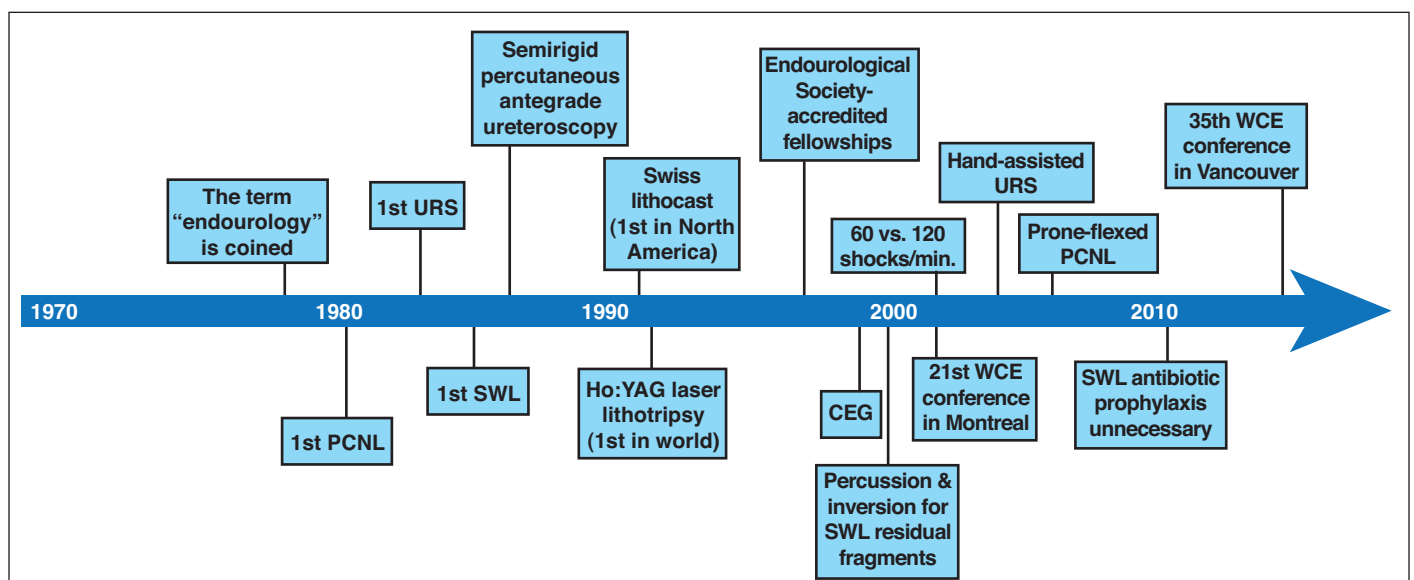 Semirigid
percutaneous
antegrade
ureteroscopy
Endourological
Society-
accredited
fellowships
35th WCE
conference
in Vancouver
Hand-assisted
URS
Swiss
lithocast
(1st in North
America)
The term
“endourology”
is coined
1st URS
60 vs. 120
shocks/min.
Prone-flexed
PCNL
1970
1980
1990
2000
2010
1st PCNL
1st SWL
Ho:YAG laser
lithotripsy
(1st in world)
CEG
21st WCE
conference
in Montreal
SWL antibiotic
prophylaxis
unnecessary
Percussion &
inversion for
SWL residual
fragments